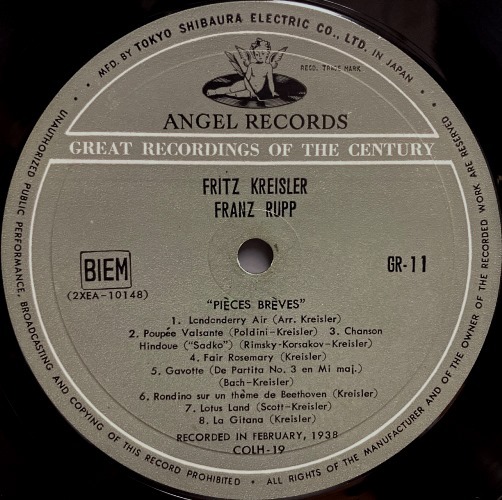 MFD. BY TOKYO SHIBAURA ELECTRIC CO., LTD. IN JAPAN
REGD. TRADE MARK
ANGEL RECORDS
GREAT RECORDINGS OF THE CENTURY
FRITZ KREISLER
FRANZ RUPP
BIEM
GR-11
(2XEA-10148)
"PIÈCES BRÈVES"
1. Londonderry Air (Arr. Kreisler)
2. Poupée Valsante (Poldini-Kreisler) 3. Chanson
Hindoue ("Sadko") (Rimsky-Korsakov-Kreisler)
4. Fair Rosemary (Kreisler)
5. Gavotte (De Partita No. 3 en Mi maj.)
(Bach-Kreisler)
6. Rondino sur un thème de Beethoven (Kreisler)
7. Lotus Land (Scott-Kreisler)
8. La Gitana (Kreisler)
RECORDED IN FEBRUARY, 1938
COLH-19
UNAUTHORIZED PUBLIC PERFORMANCE, BROADCASTING AND COPYING OF THIS RECORD PROHIBITED • ALL RIGHTS OF THE MANUFACTURER AND OF THE OWNER OF THE RECORDED WORK ARE RESERVED